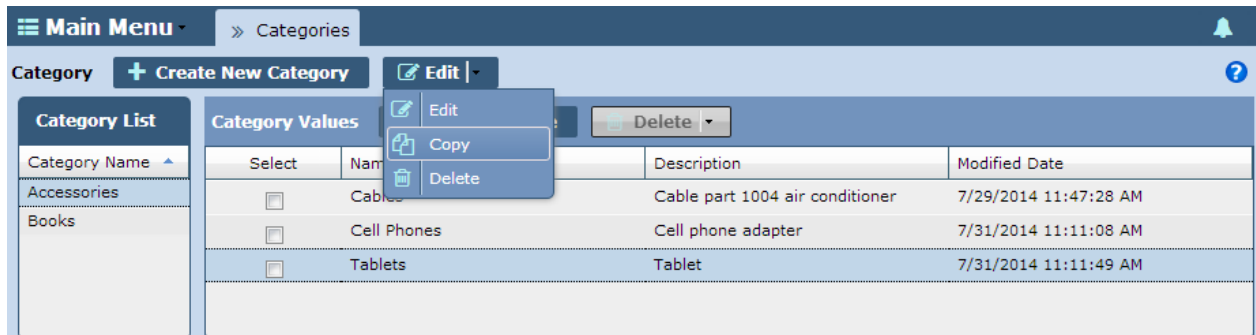 Main Menu
» Categories
Category
+ Create New Category
Edit
Edit
Copy
Delete
?
Category List
Category Values
Delete
Category Name
Select
Nam
Description
Modified Date
Accessories
Cables
Cable part 1004 air conditioner
7/29/2014 11:47:28 AM
Books
Cell Phones
Cell phone adapter
7/31/2014 11:11:08 AM
Tablets
Tablet
7/31/2014 11:11:49 AM